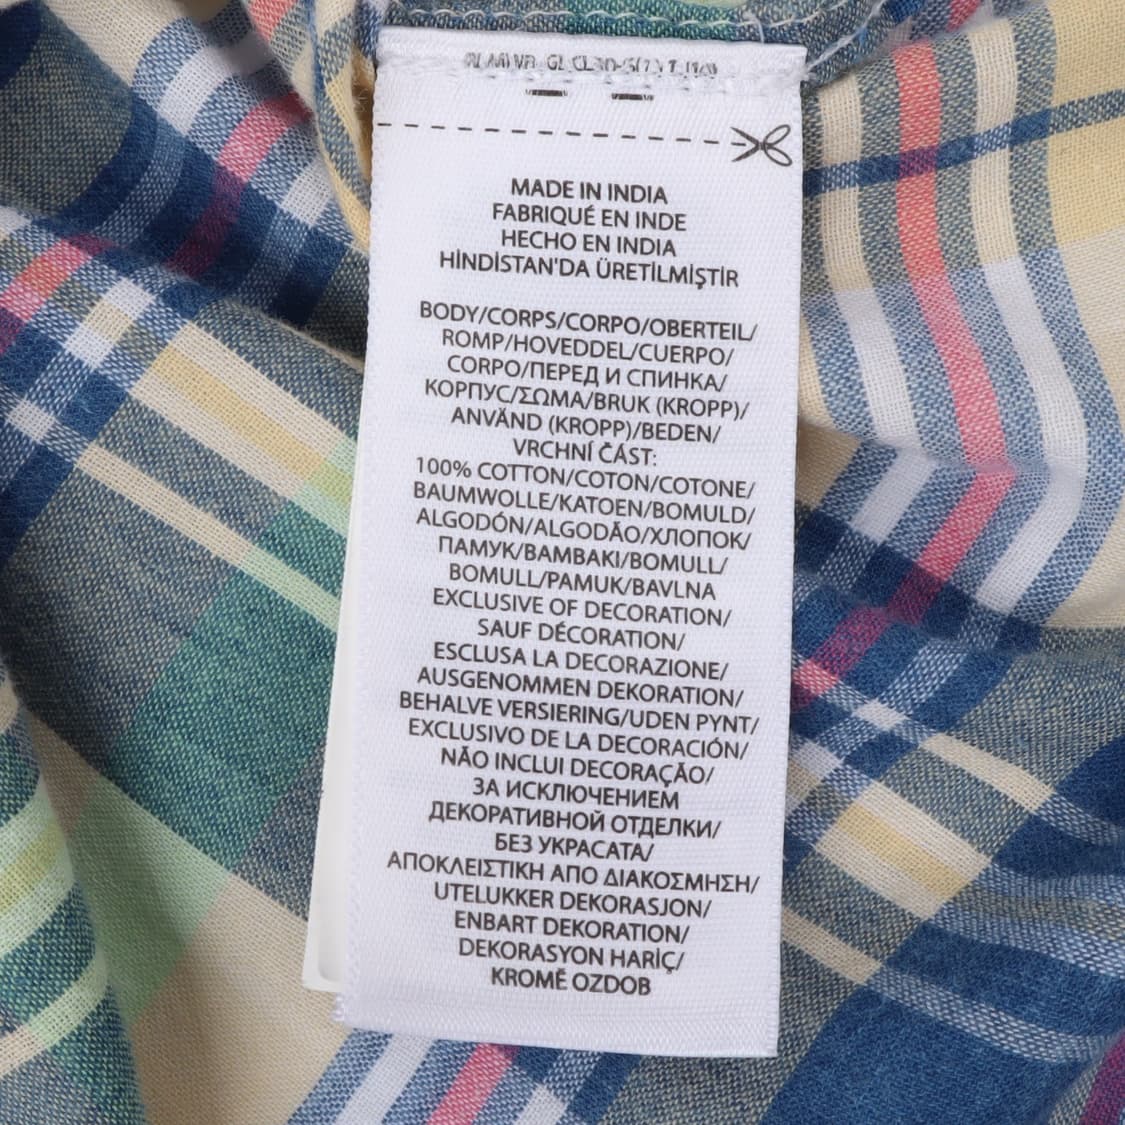 MADE IN INDIA
FABRIQUÉ EN INDE
HECHO EN INDIA
HİNDİSTAN'DA ÜRETİLMİŞTİR
BODY/CORPS/CORPO/OBERTEIL/
ROMP/HOVEDDEL/CUERPO/
CORPO/ПЕРЕД И СПИНКА/
КОРПУС/ΣΩΜΑ/BRUK (KROPP)/
ANVÄND (KROPP)/BEDEN/
VRCHNÍ ČÁST:
100% COTTON/COTON/COTONE/
BAUMWOLLE/KATOEN/BOMULD/
ALGODÓN/ALGODÃO/ХЛОПОК/
ПАМУК/ΒΑΜΒΑΚΙ/BOMULL/
BOMULL/PAMUK/BAVLNA
EXCLUSIVE OF DECORATION/
SAUF DÉCORATION/
ESCLUSA LA DECORAZIONE/
AUSGENOMMEN DEKORATION/
BEHALVE VERSIERING/UDEN PYNT/
EXCLUSIVO DE LA DECORACIÓN/
NÃO INCLUI DECORAÇÃO/
ЗА ИСКЛЮЧЕНИЕМ
ДЕКОРАТИВНОЙ ОТДЕЛКИ/
БЕЗ УКРАСАТА/
ΑΠΟΚΛΕΙΣΤΙΚΗ ΑΠΟ ΔΙΑΚΟΣΜΗΣΗ/
UTELUKKER DEKORASJON/
ENBART DEKORATION/
DEKORASYON HARİÇ/
KROMĚ OZDOB